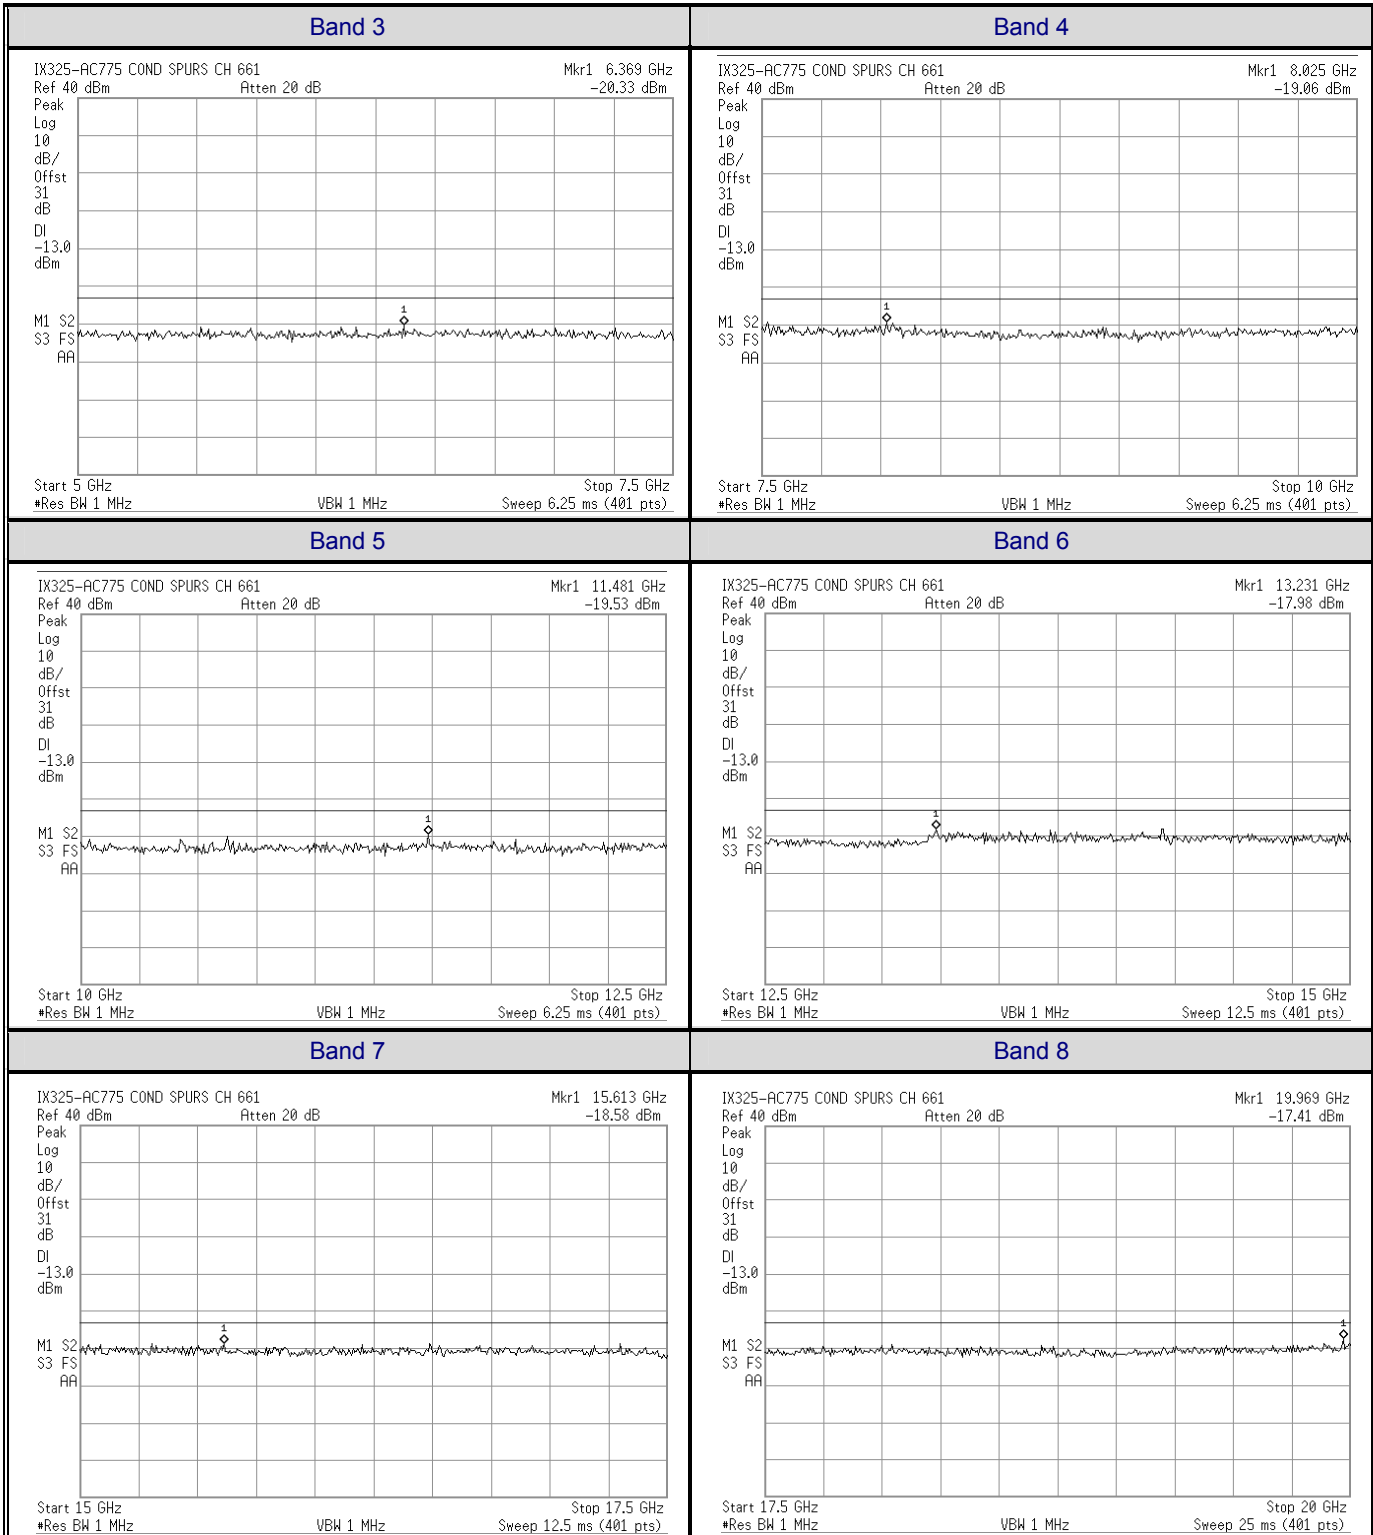 Band 3
IX325-AC775 COND SPURS CH 661 Mkr1 6.369 GHz
Ref 40 dBm Atten 20 dB -20.33 dBm
Peak
Log
10
dB/
Offst
31
dB
DI
-13.0
dBm
1
M1 S2
S3 FS
AA
Start 5 GHz Stop 7.5 GHz
#Res BW 1 MHz VBW 1 MHz Sweep 6.25 ms (401 pts)
Band 4
IX325-AC775 COND SPURS CH 661 Mkr1 8.025 GHz
Ref 40 dBm Atten 20 dB -19.06 dBm
Peak
Log
10
dB/
Offst
31
dB
DI
-13.0
dBm
1
M1 S2
S3 FS
AA
Start 7.5 GHz Stop 10 GHz
#Res BW 1 MHz VBW 1 MHz Sweep 6.25 ms (401 pts)
Band 5
IX325-AC775 COND SPURS CH 661 Mkr1 11.481 GHz
Ref 40 dBm Atten 20 dB -19.53 dBm
Peak
Log
10
dB/
Offst
31
dB
DI
-13.0
dBm
1
M1 S2
S3 FS
AA
Start 10 GHz Stop 12.5 GHz
#Res BW 1 MHz VBW 1 MHz Sweep 6.25 ms (401 pts)
Band 6
IX325-AC775 COND SPURS CH 661 Mkr1 13.231 GHz
Ref 40 dBm Atten 20 dB -17.98 dBm
Peak
Log
10
dB/
Offst
31
dB
DI
-13.0
dBm
1
M1 S2
S3 FS
AA
Start 12.5 GHz Stop 15 GHz
#Res BW 1 MHz VBW 1 MHz Sweep 12.5 ms (401 pts)
Band 7
IX325-AC775 COND SPURS CH 661 Mkr1 15.613 GHz
Ref 40 dBm Atten 20 dB -18.58 dBm
Peak
Log
10
dB/
Offst
31
dB
DI
-13.0
dBm
1
M1 S2
S3 FS
AA
Start 15 GHz Stop 17.5 GHz
#Res BW 1 MHz VBW 1 MHz Sweep 12.5 ms (401 pts)
Band 8
IX325-AC775 COND SPURS CH 661 Mkr1 19.969 GHz
Ref 40 dBm Atten 20 dB -17.41 dBm
Peak
Log
10
dB/
Offst
31
dB
DI
-13.0
dBm
1
M1 S2
S3 FS
AA
Start 17.5 GHz Stop 20 GHz
#Res BW 1 MHz VBW 1 MHz Sweep 25 ms (401 pts)